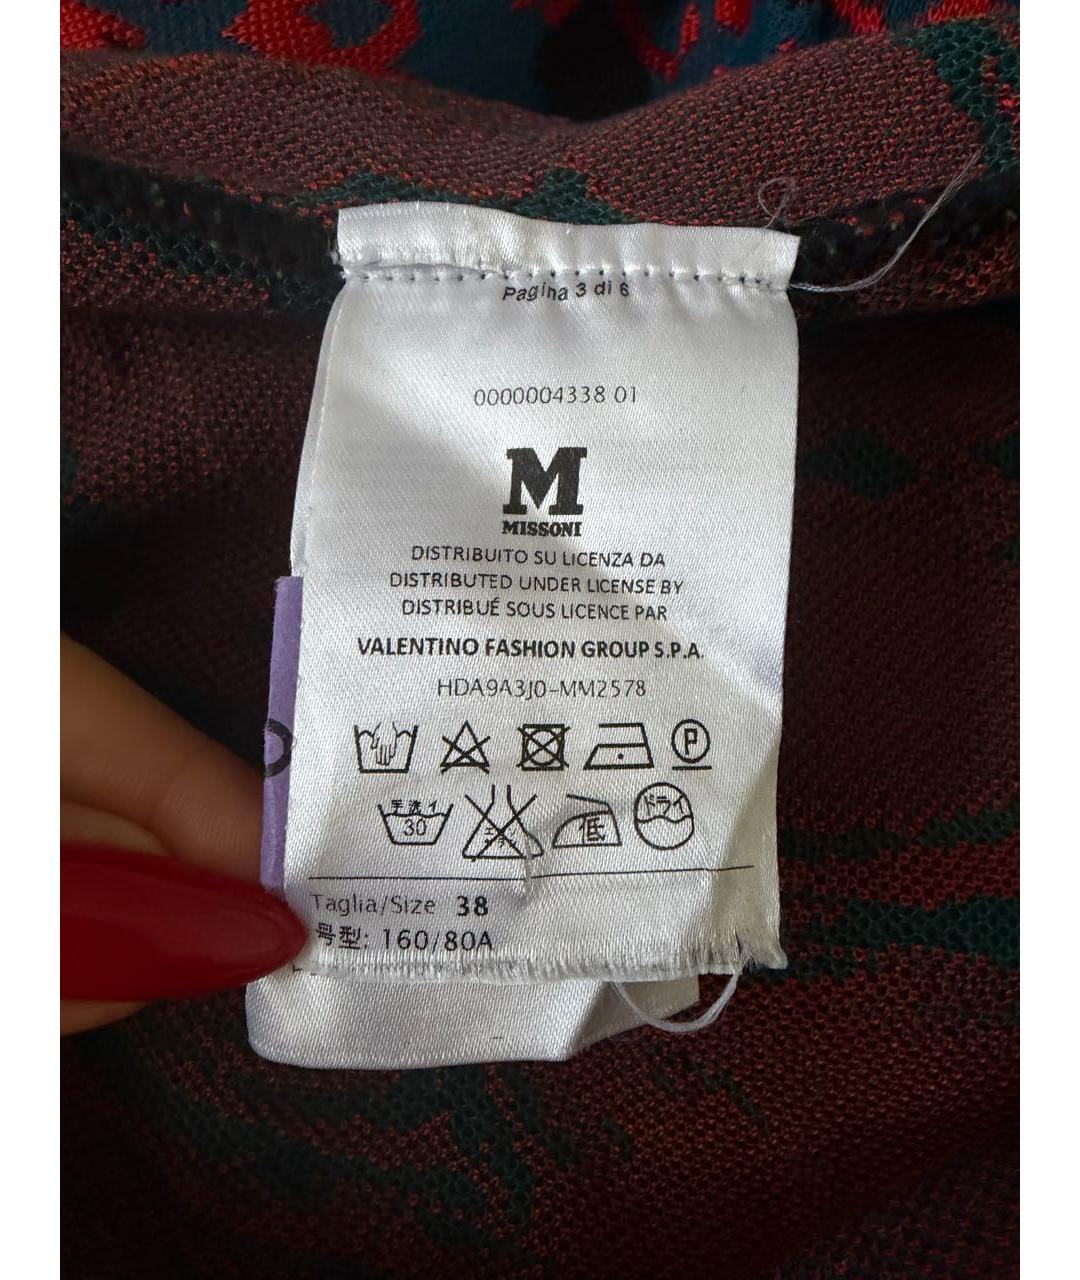 Pagina 3 di 6
0000004338 01
M
MISSONI
DISTRIBUITO SU LICENZA DA
DISTRIBUTED UNDER LICENSE BY
DISTRIBUÉ SOUS LICENCE PAR
VALENTINO FASHION GROUP S.P.A.
HDA9A3J0-MM2578
P
手洗イ
30
低
ドライ
Taglia/Size 38
号型: 160/80A